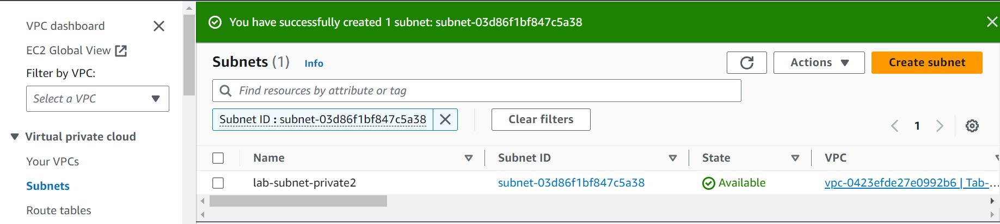 VPC dashboard
EC2 Global View
Filter by VPC:
Select a VPC
Virtual private cloud
Your VPCs
Subnets
Route tables
You have successfully created 1 subnet: subnet-03d86f1bf847c5a38
Subnets (1) Info
Actions
Create subnet
Find resources by attribute or tag
Subnet ID : subnet-03d86f1bf847c5a38
Clear filters
1
Name Subnet ID State VPC
lab-subnet-private2 subnet-03d86f1bf847c5a38 Available vpc-0423efde27e0992b6 | Tab-...